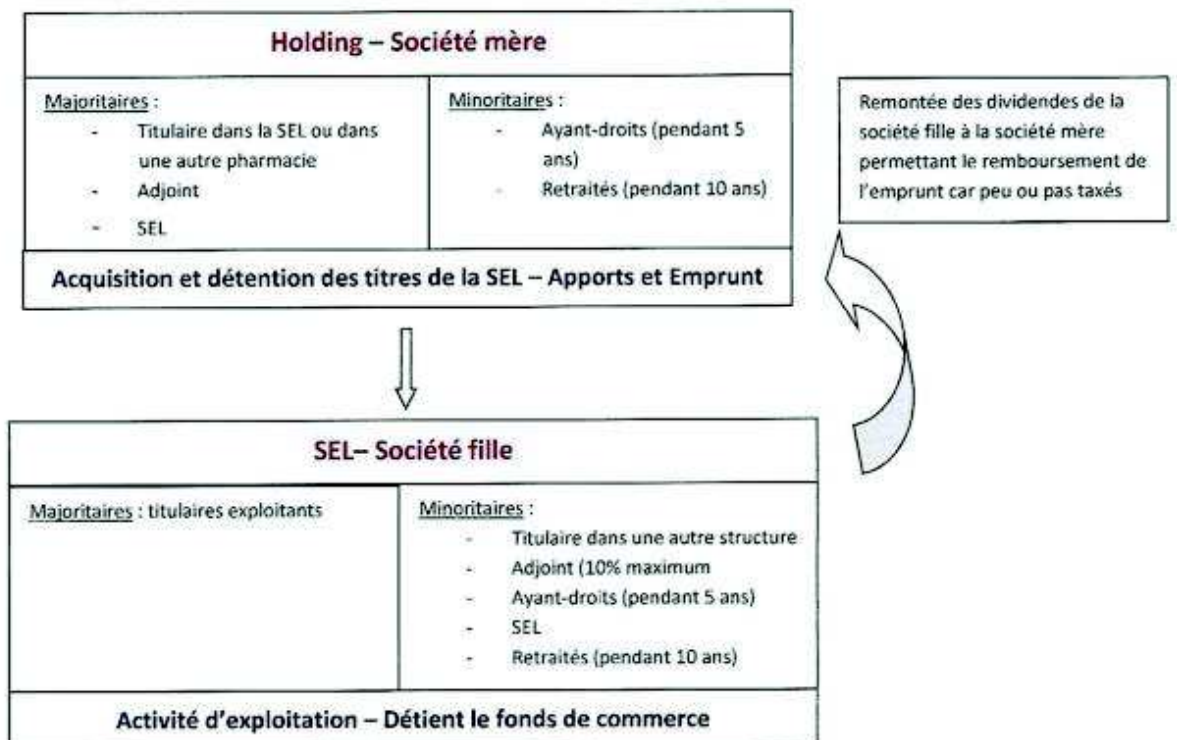 Holding – Société mère
Majoritaires :
- Titulaire dans la SEL ou dans
une autre pharmacie
- Adjoint
- SEL
Minoritaires :
- Ayant-droits (pendant 5
ans)
- Retraités (pendant 10 ans)
Acquisition et détention des titres de la SEL – Apports et Emprunt
Remontée des dividendes de la
société fille à la société mère
permettant le remboursement de
l'emprunt car peu ou pas taxés
SEL– Société fille
Majoritaires : titulaires exploitants
Minoritaires :
- Titulaire dans une autre structure
- Adjoint (10% maximum
- Ayant-droits (pendant 5 ans)
- SEL
- Retraités (pendant 10 ans)
Activité d'exploitation – Détient le fonds de commerce